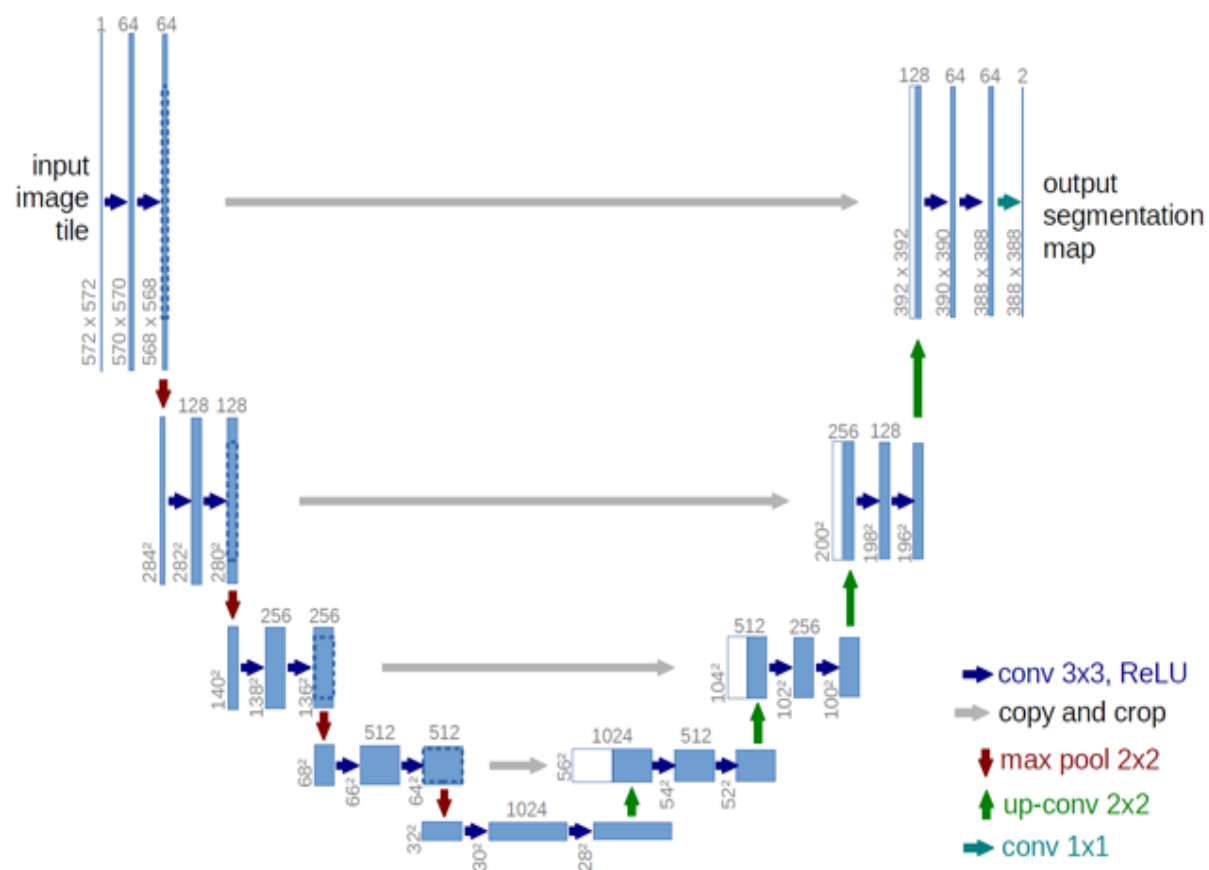 1 64 64
input
image
tile
572 x 572
570 x 570
568 x 568
128 64 64 2
output
segmentation
map
392 x 392
390 x 390
388 x 388
388 x 388
128 128
284²
282²
280²
256 128
200²
198²
196²
256 256
140²
138²
136²
512 256
104²
102²
100²
512 512
68²
66²
64²
1024 512
56²
54²
52²
1024
32²
30²
28²
conv 3x3, ReLU
copy and crop
max pool 2x2
up-conv 2x2
conv 1x1